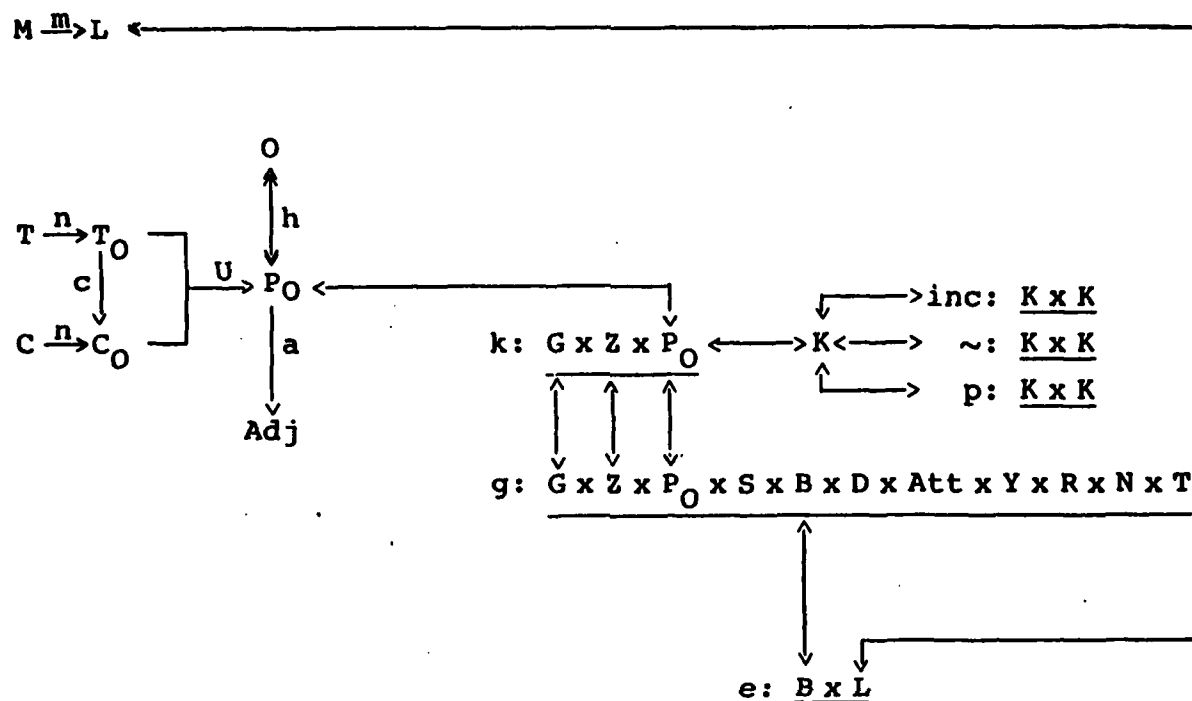 M m L
O
h
T n T_O
U
c
P_O
C n C_O
a
inc: K x K
k: G x Z x P_O
K
~: K x K
p: K x K
Adj
g: G x Z x P_O x S x B x D x Att x Y x R x N x T
e: B x L